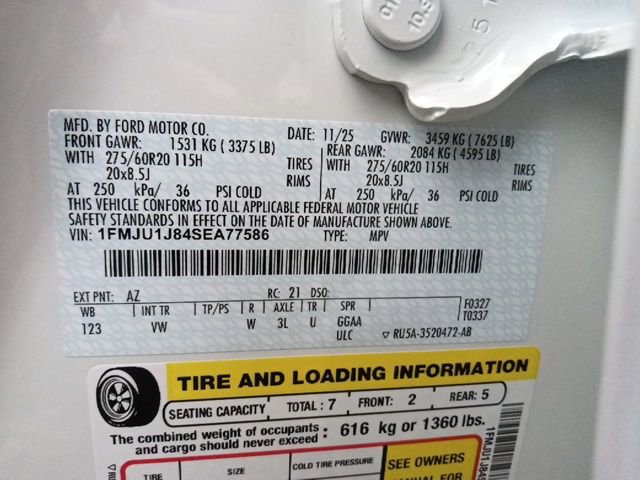 MFD. BY FORD MOTOR CO. DATE: 11/25 GVWR: 3459 KG ( 7625 LB)
FRONT GAWR: 1531 KG ( 3375 LB) REAR GAWR: 2084 KG ( 4595 LB)
WITH 275/60R20 115H TIRES 275/60R20 115H TIRES
20x8.5J RIMS 20x8.5J RIMS
AT 250 kPa/ 36 PSI COLD AT 250 kPa/ 36 PSI COLD
THIS VEHICLE CONFORMS TO ALL APPLICABLE FEDERAL MOTOR VEHICLE
SAFETY STANDARDS IN EFFECT ON THE DATE OF MANUFACTURE SHOWN ABOVE.
VIN: 1FMJU1J84SEA77586 TYPE: MPV
EXT PNT: AZ RC: 21 DSO:
WB INT TR TP/PS R AXLE TR SPR F0327
123 VW W 3L U GGAA T0337
ULC ▽ RU5A-3520472-AB
TIRE AND LOADING INFORMATION
SEATING CAPACITY TOTAL : 7 FRONT: 2 REAR: 5
The combined weight of occupants and cargo should never exceed : 616 kg or 1360 lbs.
TIRE SIZE COLD TIRE PRESSURE SEE OWNERS
MANUAL FOR
1FMJU1J84S